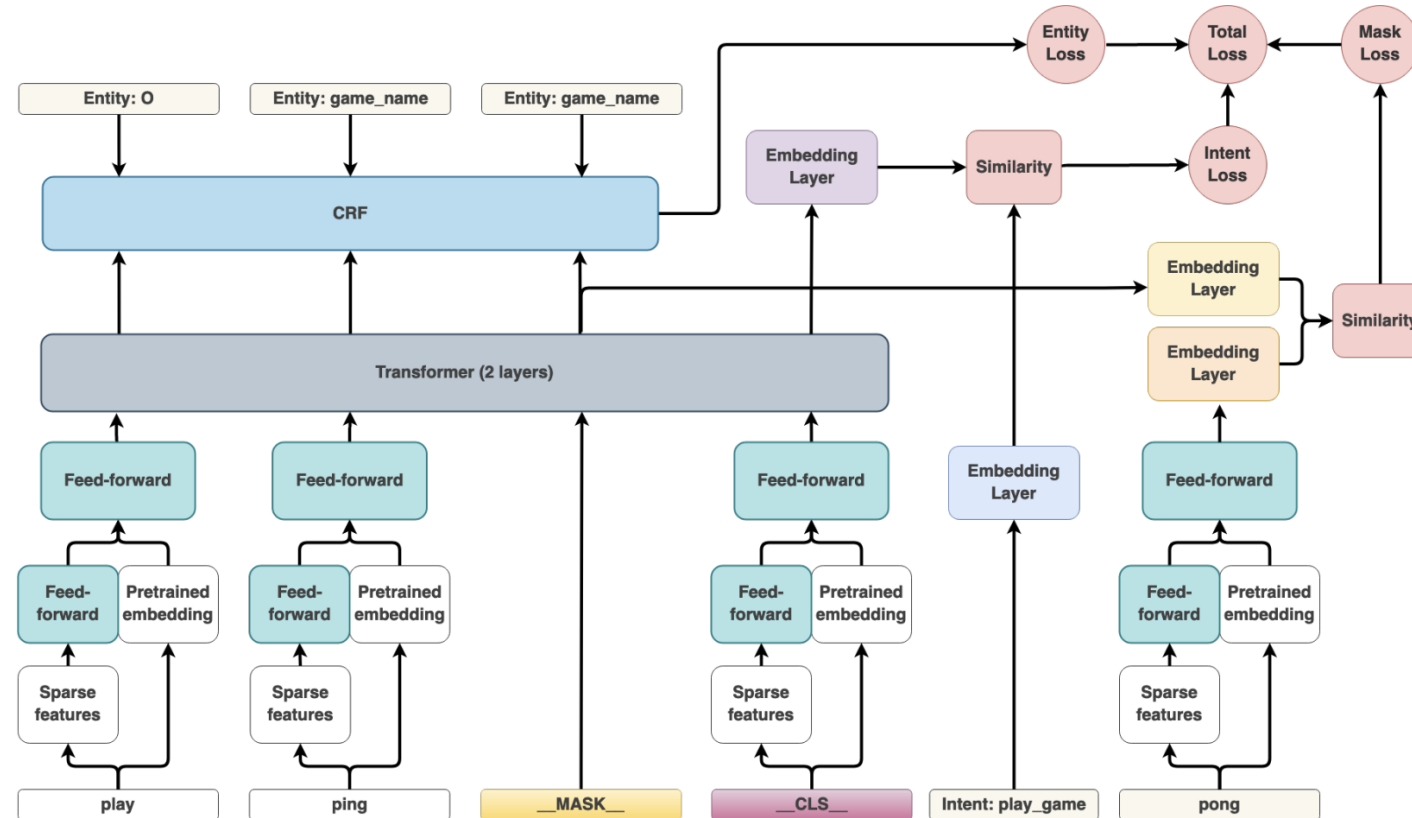 Entity
Loss
Total
Loss
Mask
Loss
Entity: O
Entity: game_name
Entity: game_name
Embedding
Layer
Similarity
Intent
Loss
CRF
Embedding
Layer
Similarity
Embedding
Layer
Transformer (2 layers)
Feed-forward
Feed-forward
Feed-forward
Embedding
Layer
Feed-forward
Feed-
forward
Pretrained
embedding
Feed-
forward
Pretrained
embedding
Feed-
forward
Pretrained
embedding
Feed-
forward
Pretrained
embedding
Sparse
features
Sparse
features
Sparse
features
Sparse
features
play
ping
__MASK__
__CLS__
Intent: play_game
pong